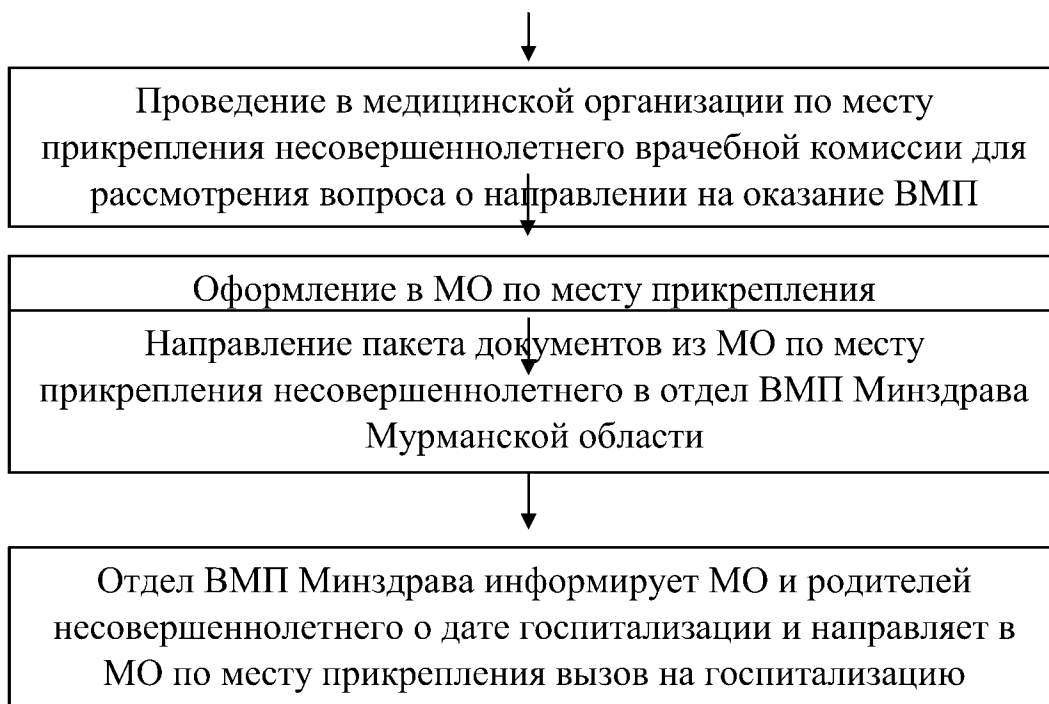 Проведение в медицинской организации по месту
прикрепления несовершеннолетнего врачебной комиссии для
рассмотрения вопроса о направлении на оказание ВМП
Оформление в МО по месту прикрепления
Направление пакета документов из МО по месту
прикрепления несовершеннолетнего в отдел ВМП Минздрава
Мурманской области
Отдел ВМП Минздрава информирует МО и родителей
несовершеннолетнего о дате госпитализации и направляет в
МО по месту прикрепления вызов на госпитализацию